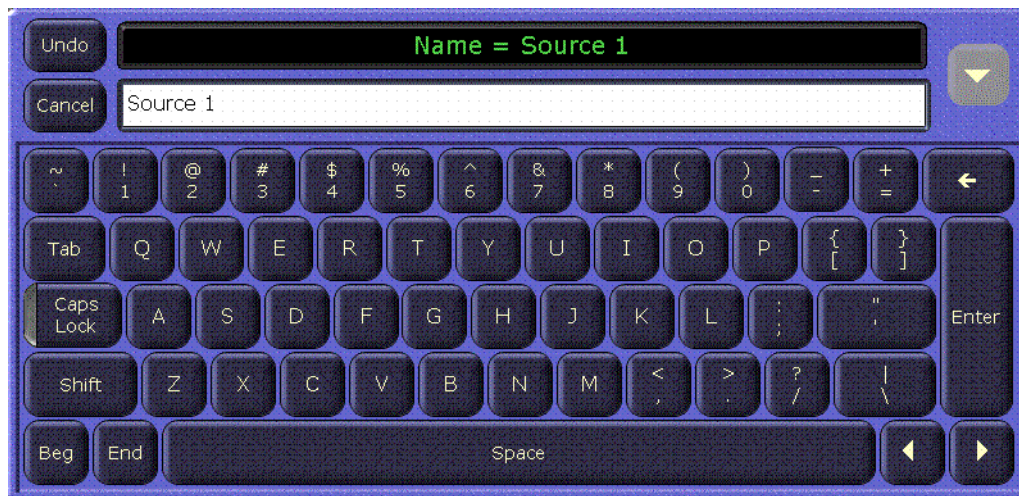 Undo Name = Source 1
Cancel Source 1
~ ! @ # $ % ^ & * ( ) _ +
` 1 2 3 4 5 6 7 8 9 0 - =
Tab Q W E R T Y U I O P { }
[ ]
Caps Lock A S D F G H J K L : "
; ' Enter
Shift Z X C V B N M < > ? |
, . / \
Beg End Space